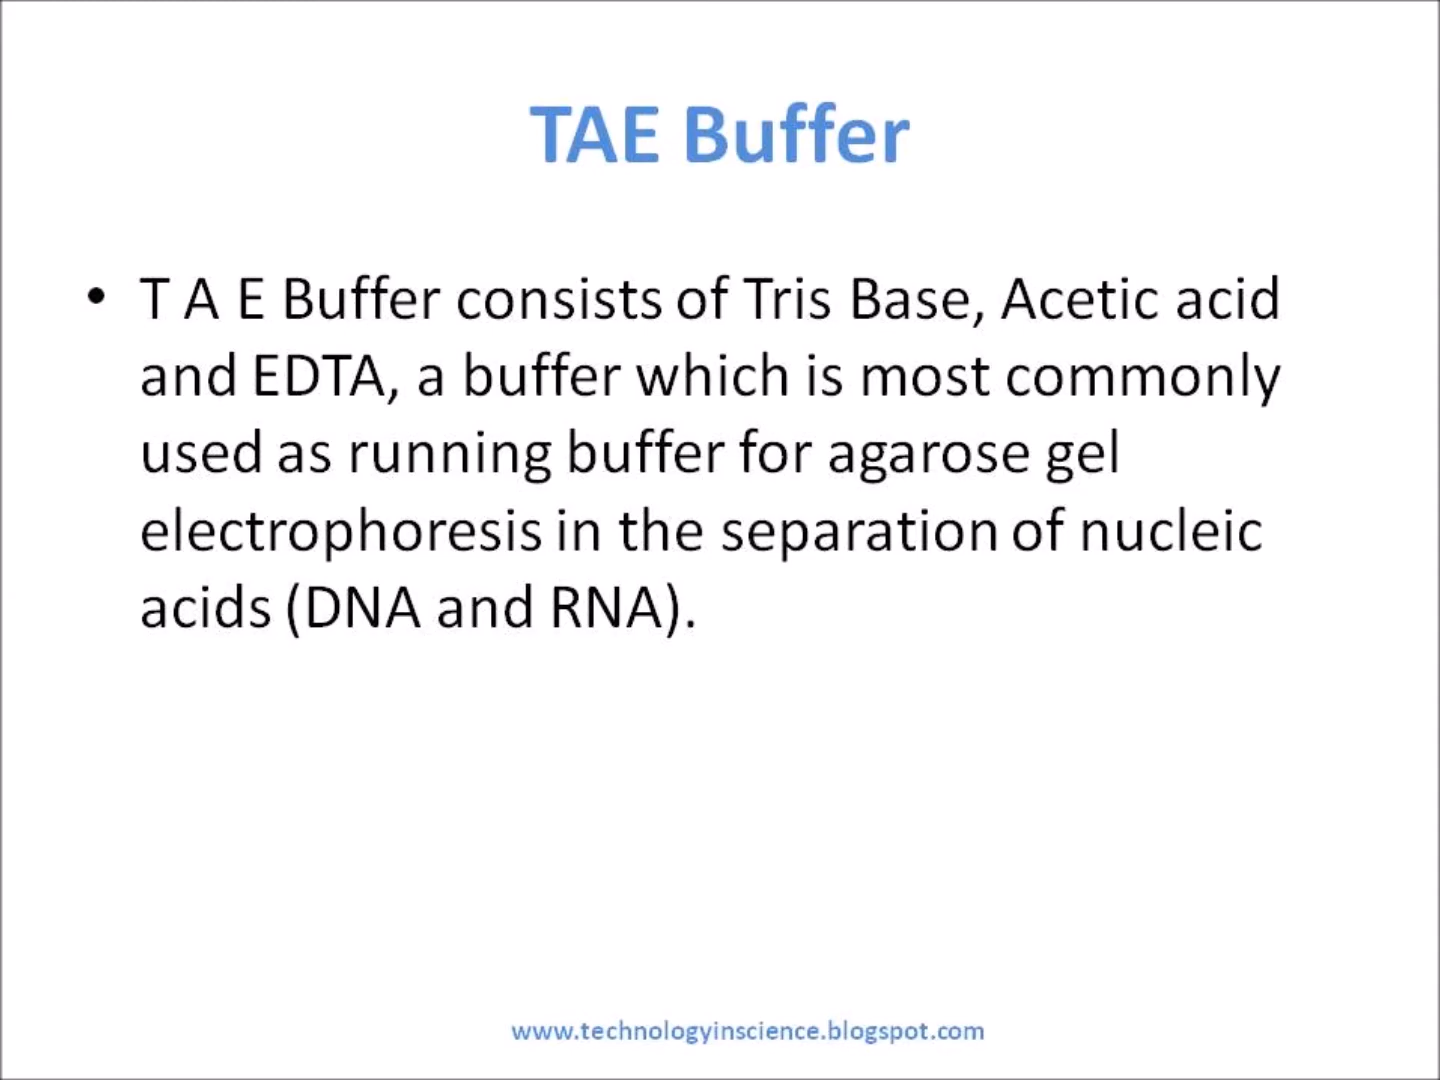 TAE Buffer
• T A E Buffer consists of Tris Base, Acetic acid
and EDTA, a buffer which is most commonly
used as running buffer for agarose gel
electrophoresis in the separation of nucleic
acids (DNA and RNA).
www.technologyinscience.blogspot.com